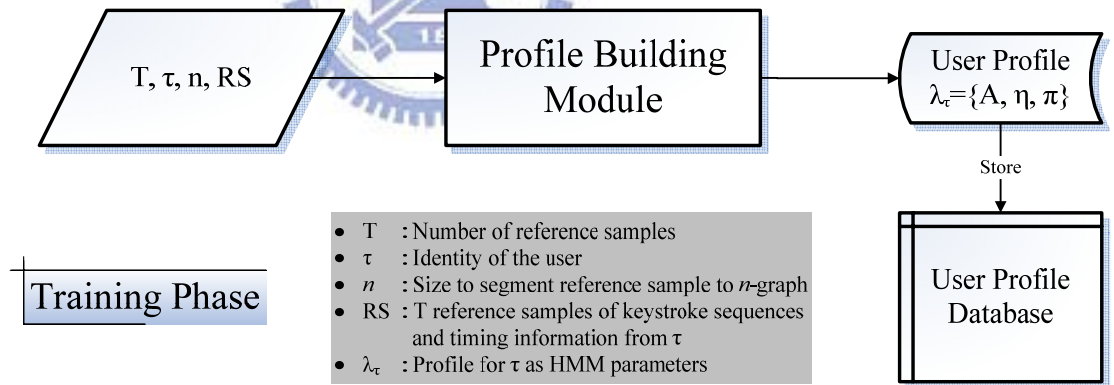 T, τ, n, RS
Profile Building
Module
User Profile
λτ={A, η, π}
Store
User Profile
Database
Training Phase
• T : Number of reference samples
• τ : Identity of the user
• n : Size to segment reference sample to n-graph
• RS : T reference samples of keystroke sequences
and timing information from τ
• λτ : Profile for τ as HMM parameters